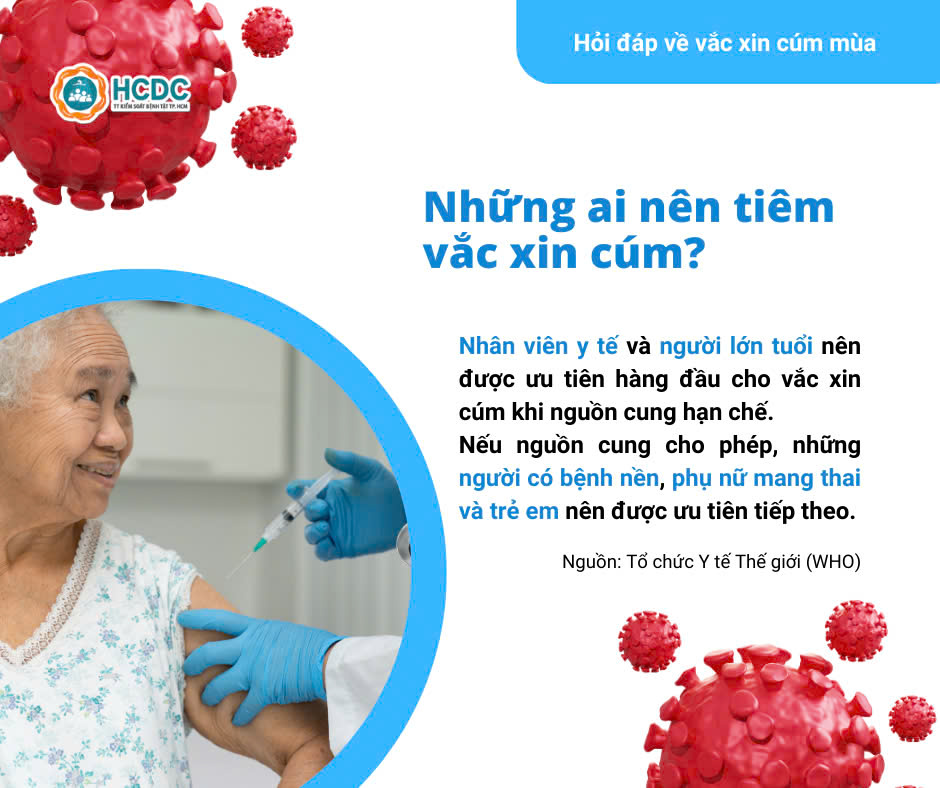 HCDC
TT KIỂM SOÁT BỆNH TẬT TP. HCM
Hỏi đáp về vắc xin cúm mùa
Những ai nên tiêm
vắc xin cúm?
Nhân viên y tế và người lớn tuổi nên
được ưu tiên hàng đầu cho vắc xin
cúm khi nguồn cung hạn chế.
Nếu nguồn cung cho phép, những
người có bệnh nền, phụ nữ mang thai
và trẻ em nên được ưu tiên tiếp theo.
Nguồn: Tổ chức Y tế Thế giới (WHO)